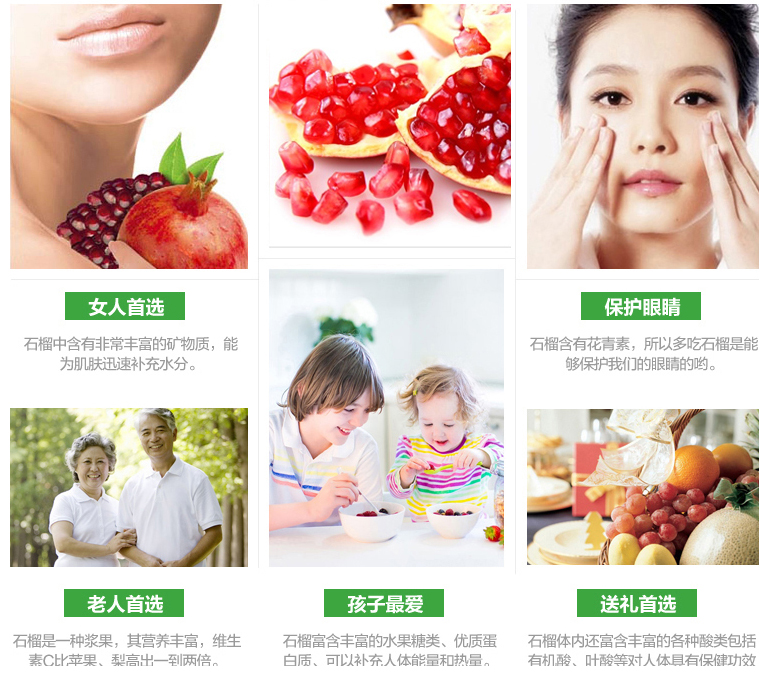 女人首选
石榴中含有非常丰富的矿物质，能
为肌肤迅速补充水分。
保护眼睛
石榴含有花青素，所以多吃石榴是能
够保护我们的眼睛的哟。
老人首选
石榴是一种浆果，其营养丰富，维生
素C比苹果、梨高出一到两倍。
孩子最爱
石榴富含丰富的水果糖类、优质蛋
白质、可以补充人体能量和热量。
送礼首选
石榴体内还富含丰富的各种酸类包括
有机酸、叶酸等对人体具有保健功效